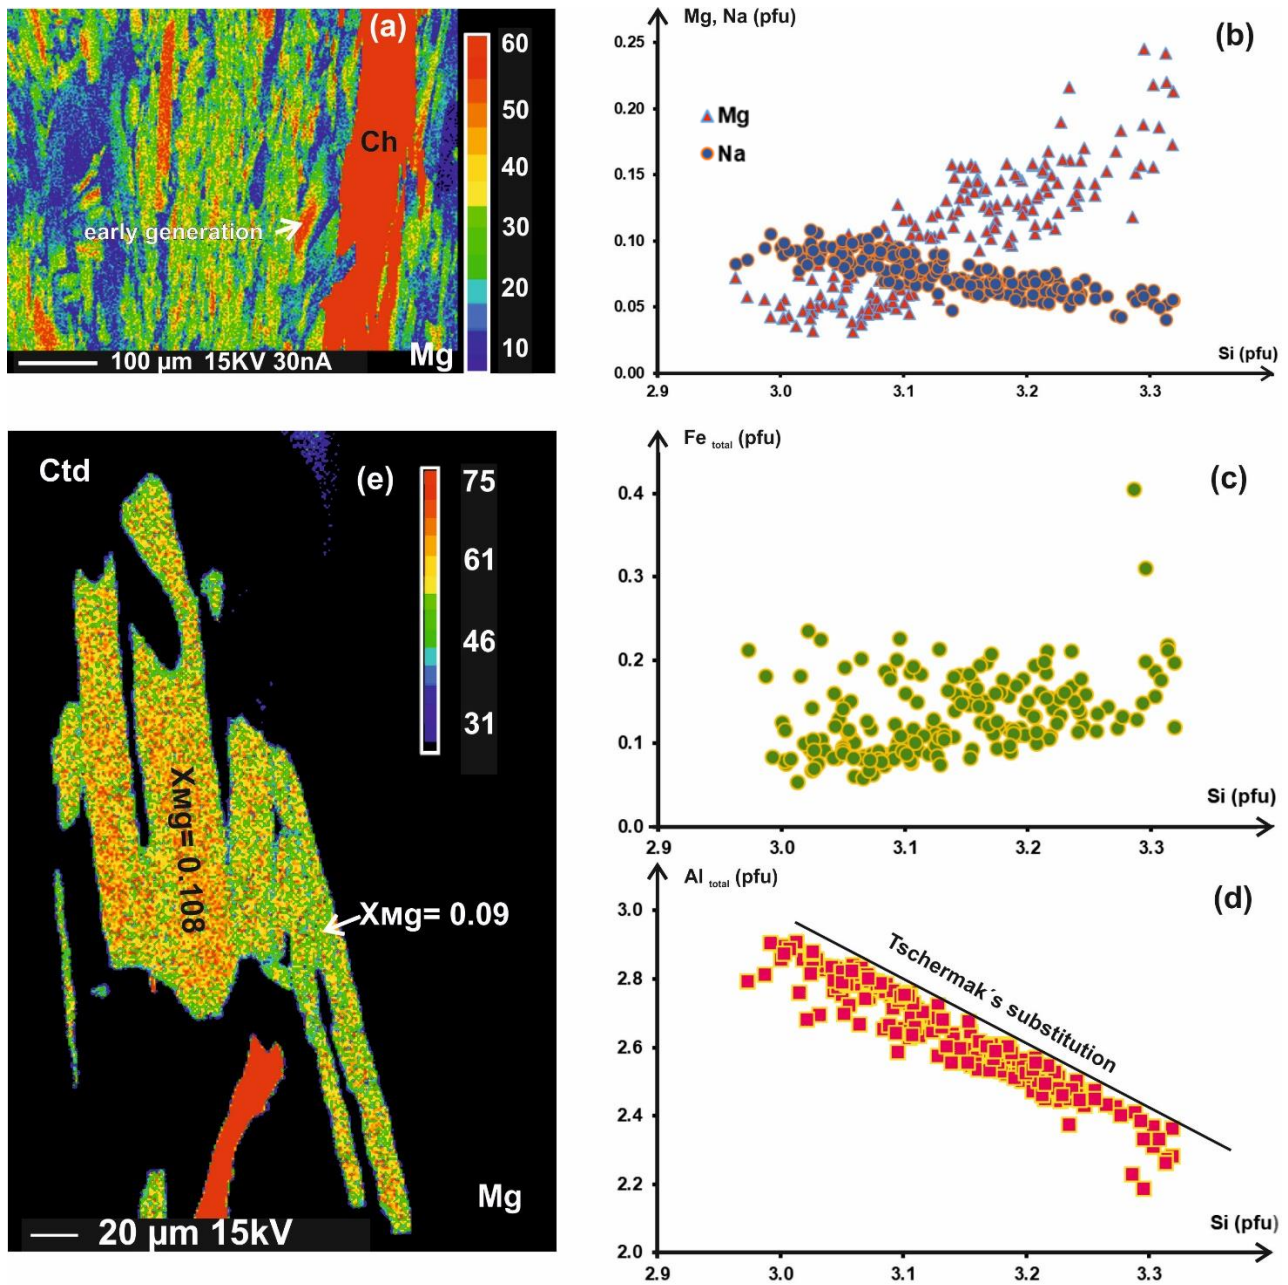 (a)
60
50
40
30
20
10
Ch
early generation
100 µm 15KV 30nA
Mg
Mg, Na (pfu)
(b)
0.25
0.20
0.15
0.10
0.05
0.00
Mg
Na
Si (pfu)
2.9 3.0 3.1 3.2 3.3
Ctd
(e)
75
61
46
31
XMg= 0.108
XMg= 0.09
Mg
20 µm 15kV
Fe total (pfu)
(c)
0.4
0.3
0.2
0.1
0.0
Si (pfu)
2.9 3.0 3.1 3.2 3.3
Al total (pfu)
(d)
3.0
2.8
2.6
2.4
2.2
2.0
Tschermak´s substitution
Si (pfu)
2.9 3.0 3.1 3.2 3.3